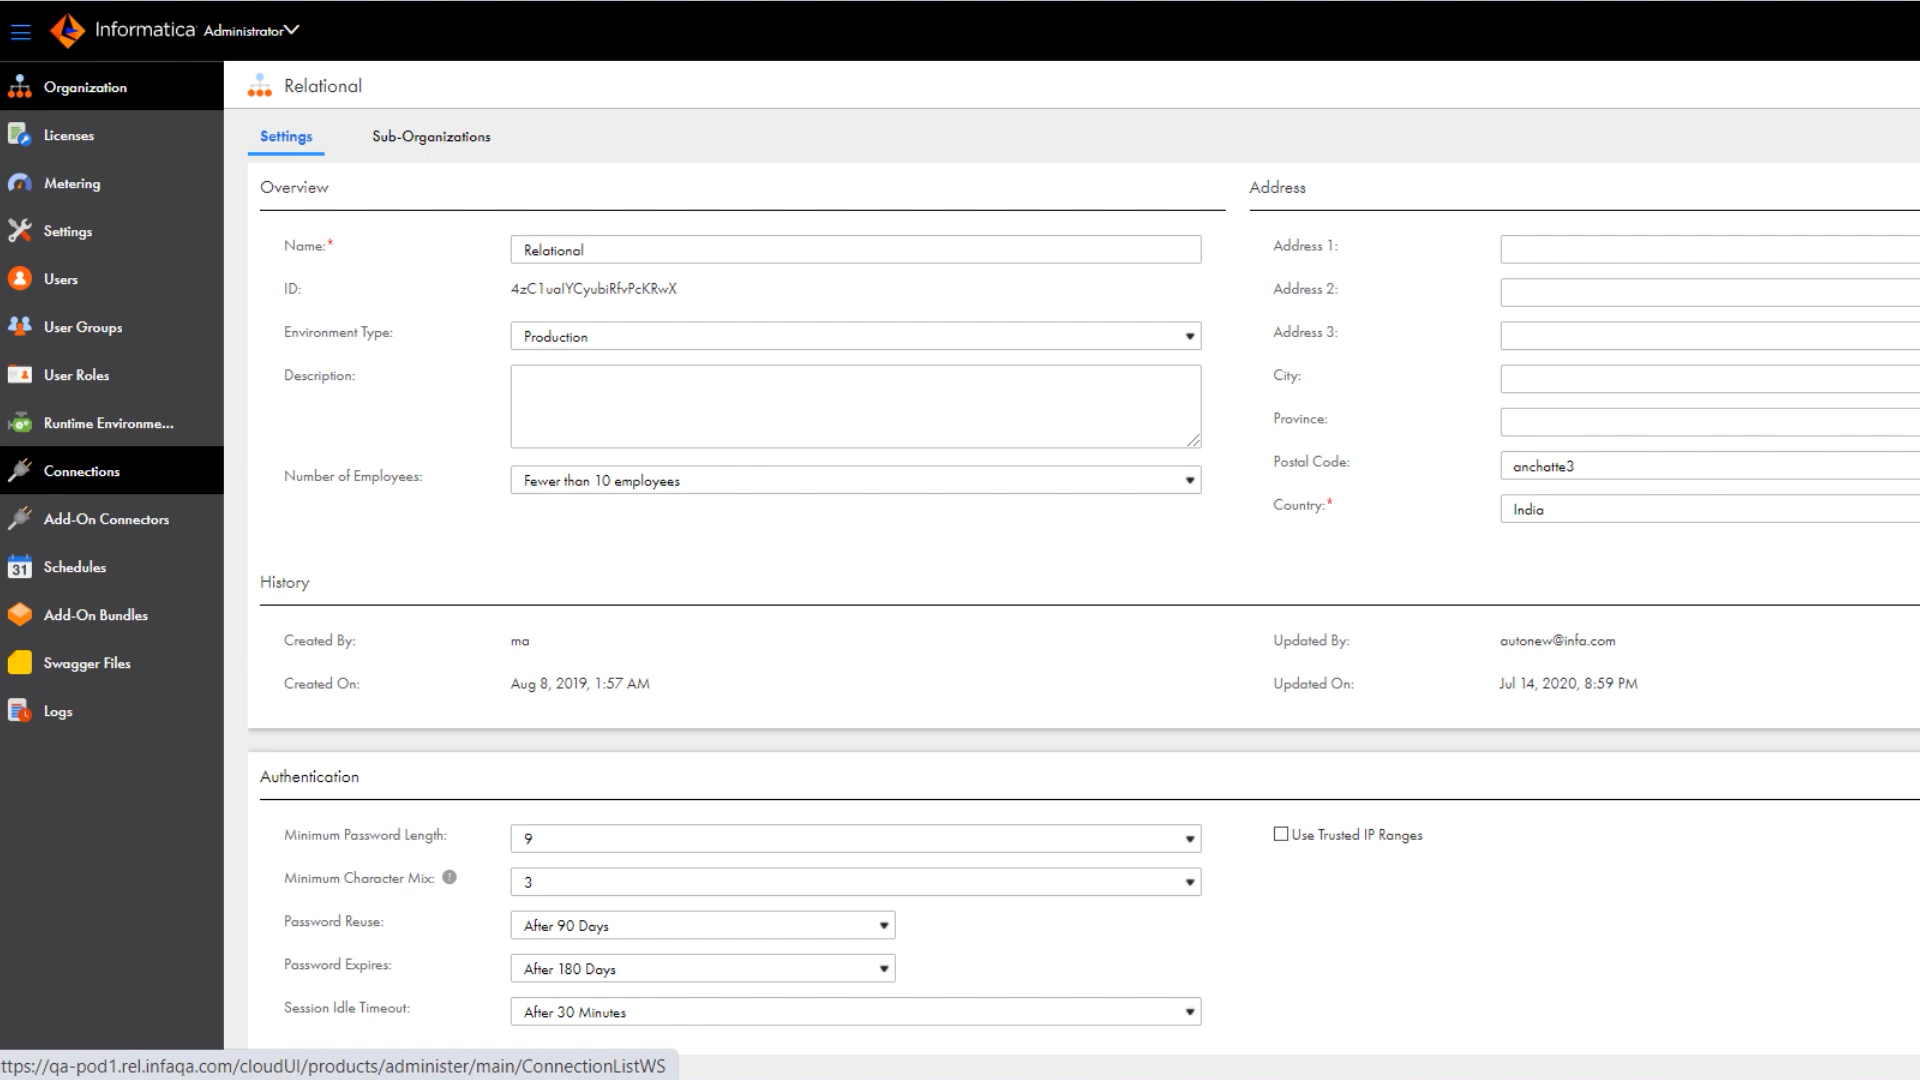 Informatica Administrator
Organization
Licenses
Metering
Settings
Users
User Groups
User Roles
Runtime Environme...
Connections
Add-On Connectors
Schedules
31
Add-On Bundles
Swagger Files
Logs
Relational
Settings
Sub-Organizations
Overview
Name:*
Relational
ID:
4zC1ualYCyubiRfvPcKRwX
Environment Type:
Production
Description:
Number of Employees:
Fewer than 10 employees
Address
Address 1:
Address 2:
Address 3:
City:
Province:
Postal Code:
anchatte3
Country:*
India
History
Created By:
ma
Updated By:
autonew@infa.com
Created On:
Aug 8, 2019, 1:57 AM
Updated On:
Jul 14, 2020, 8:59 PM
Authentication
Minimum Password Length:
9
Use Trusted IP Ranges
Minimum Character Mix: ?
3
Password Reuse:
After 90 Days
Password Expires:
After 180 Days
Session Idle Timeout:
After 30 Minutes
ttps://qa-pod1.rel.infaqa.com/cloudUI/products/administer/main/ConnectionListWS